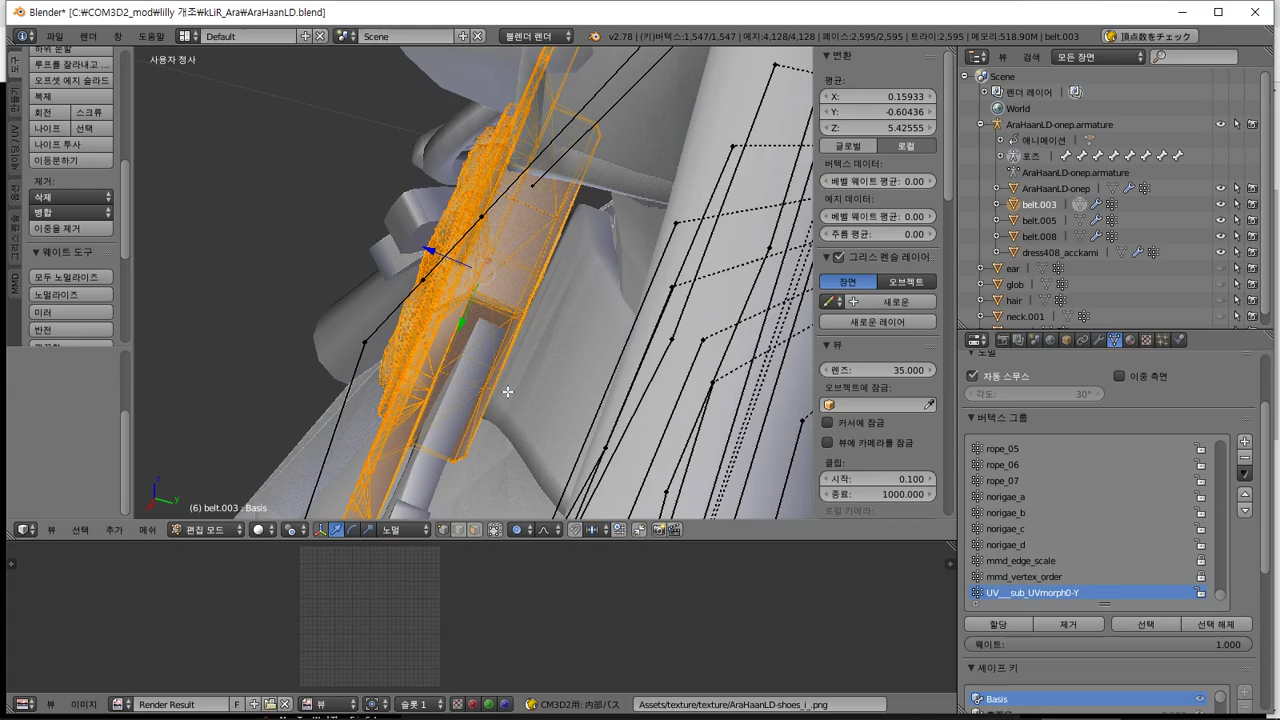 Blender* [C:\COM3D2_mod\lilly 개조\kLiR_Ara\AraHaanLD.blend]
파일 렌더 창 도움말 Default Scene 블렌더 렌더 v2.78 | (키)버텍스:1,547/1,547 | 에지:4,128/4,128 | 페이스:2,595/2,595 | 트라이:2,595 | 메모리:518.90M | belt.003 頂点数をチェック
루프를 잘라내고 ...
오프셋 에지 슬라이드
복제
회전 스크류
나이프 선택
나이프 투사
이등분하기
제거:
삭제
병합
이중을 제거
웨이트 도구
모두 노멀라이즈
노멀라이즈
미러
반전
MMD
사용자 정사
(6) belt.003 : Basis
변환
평균:
X: 0.15933
Y: -0.60436
Z: 5.42555
글로벌 로컬
버텍스 데이터:
베벨 웨이트 평균: 0.00
에지 데이터:
베벨 웨이트 평균: 0.00
주름 평균: 0.00
그리스 펜슬 레이어
장면 오브젝트
새로운
새로운 레이어
뷰
렌즈: 35.000
오브젝트에 잠금:
커서에 잠금
뷰에 카메라를 잠금
클립:
시작: 0.100
종료: 1000.000
로컬 카메라:
뷰 선택 추가 메쉬 편집 모드 노멀
뷰 이미지 Render Result F 뷰 슬롯 1 CM3D2用: 内部パス Assets/texture/texture/AraHaanLD-shoes_i_.png
뷰 검색 모든 장면
Scene
렌더 레이어
World
AraHaanLD-onep.armature
애니메이션
포즈
AraHaanLD-onep.armature
AraHaanLD-onep
belt.003
belt.005
belt.008
dress408_acckami
ear
glob
hair
neck.001
노멀
자동 스무스 이중 측면
각도: 30°
버텍스 그룹
rope_05
rope_06
rope_07
norigae_a
norigae_b
norigae_c
norigae_d
mmd_edge_scale
mmd_vertex_order
UV__sub_UVmorph0-Y
할당 제거 선택 선택 해제
웨이트: 1.000
셰이프 키
Basis